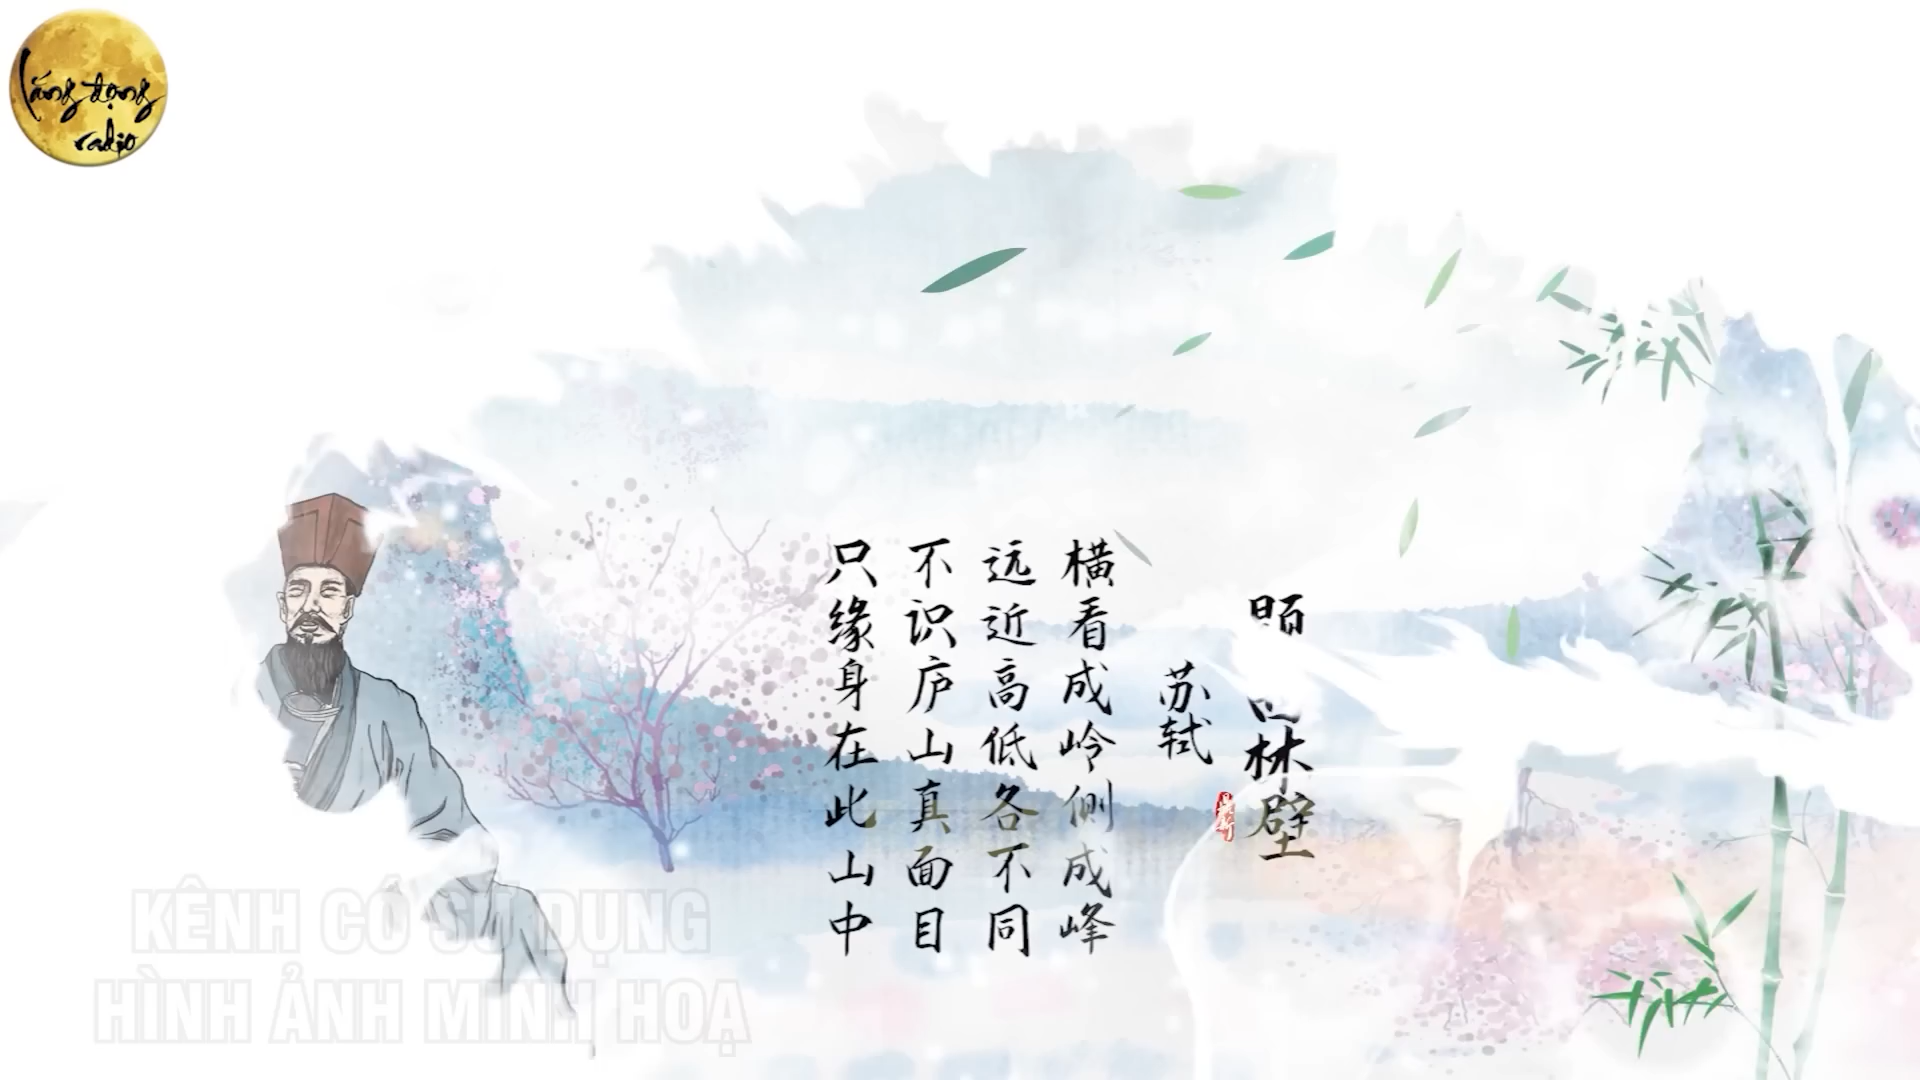 lắng đọng
radio
林壁
苏轼
横看成岭侧成峰
远近高低各不同
不识庐山真面目
只缘身在此山中
KÊNH CÓ SỬ DỤNG
HÌNH ẢNH MINH HOẠ